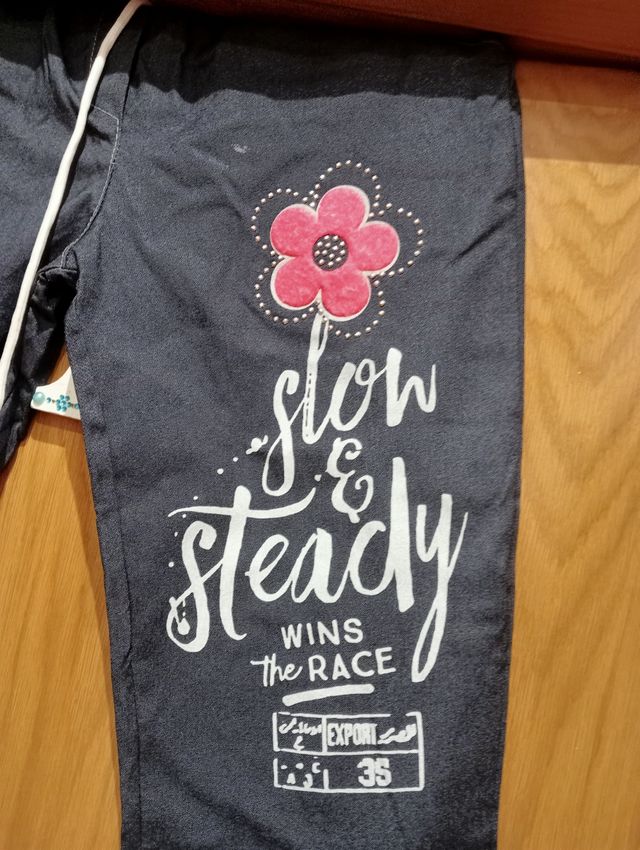 slow
&
steady
WINS
the RACE
EXPORT
35